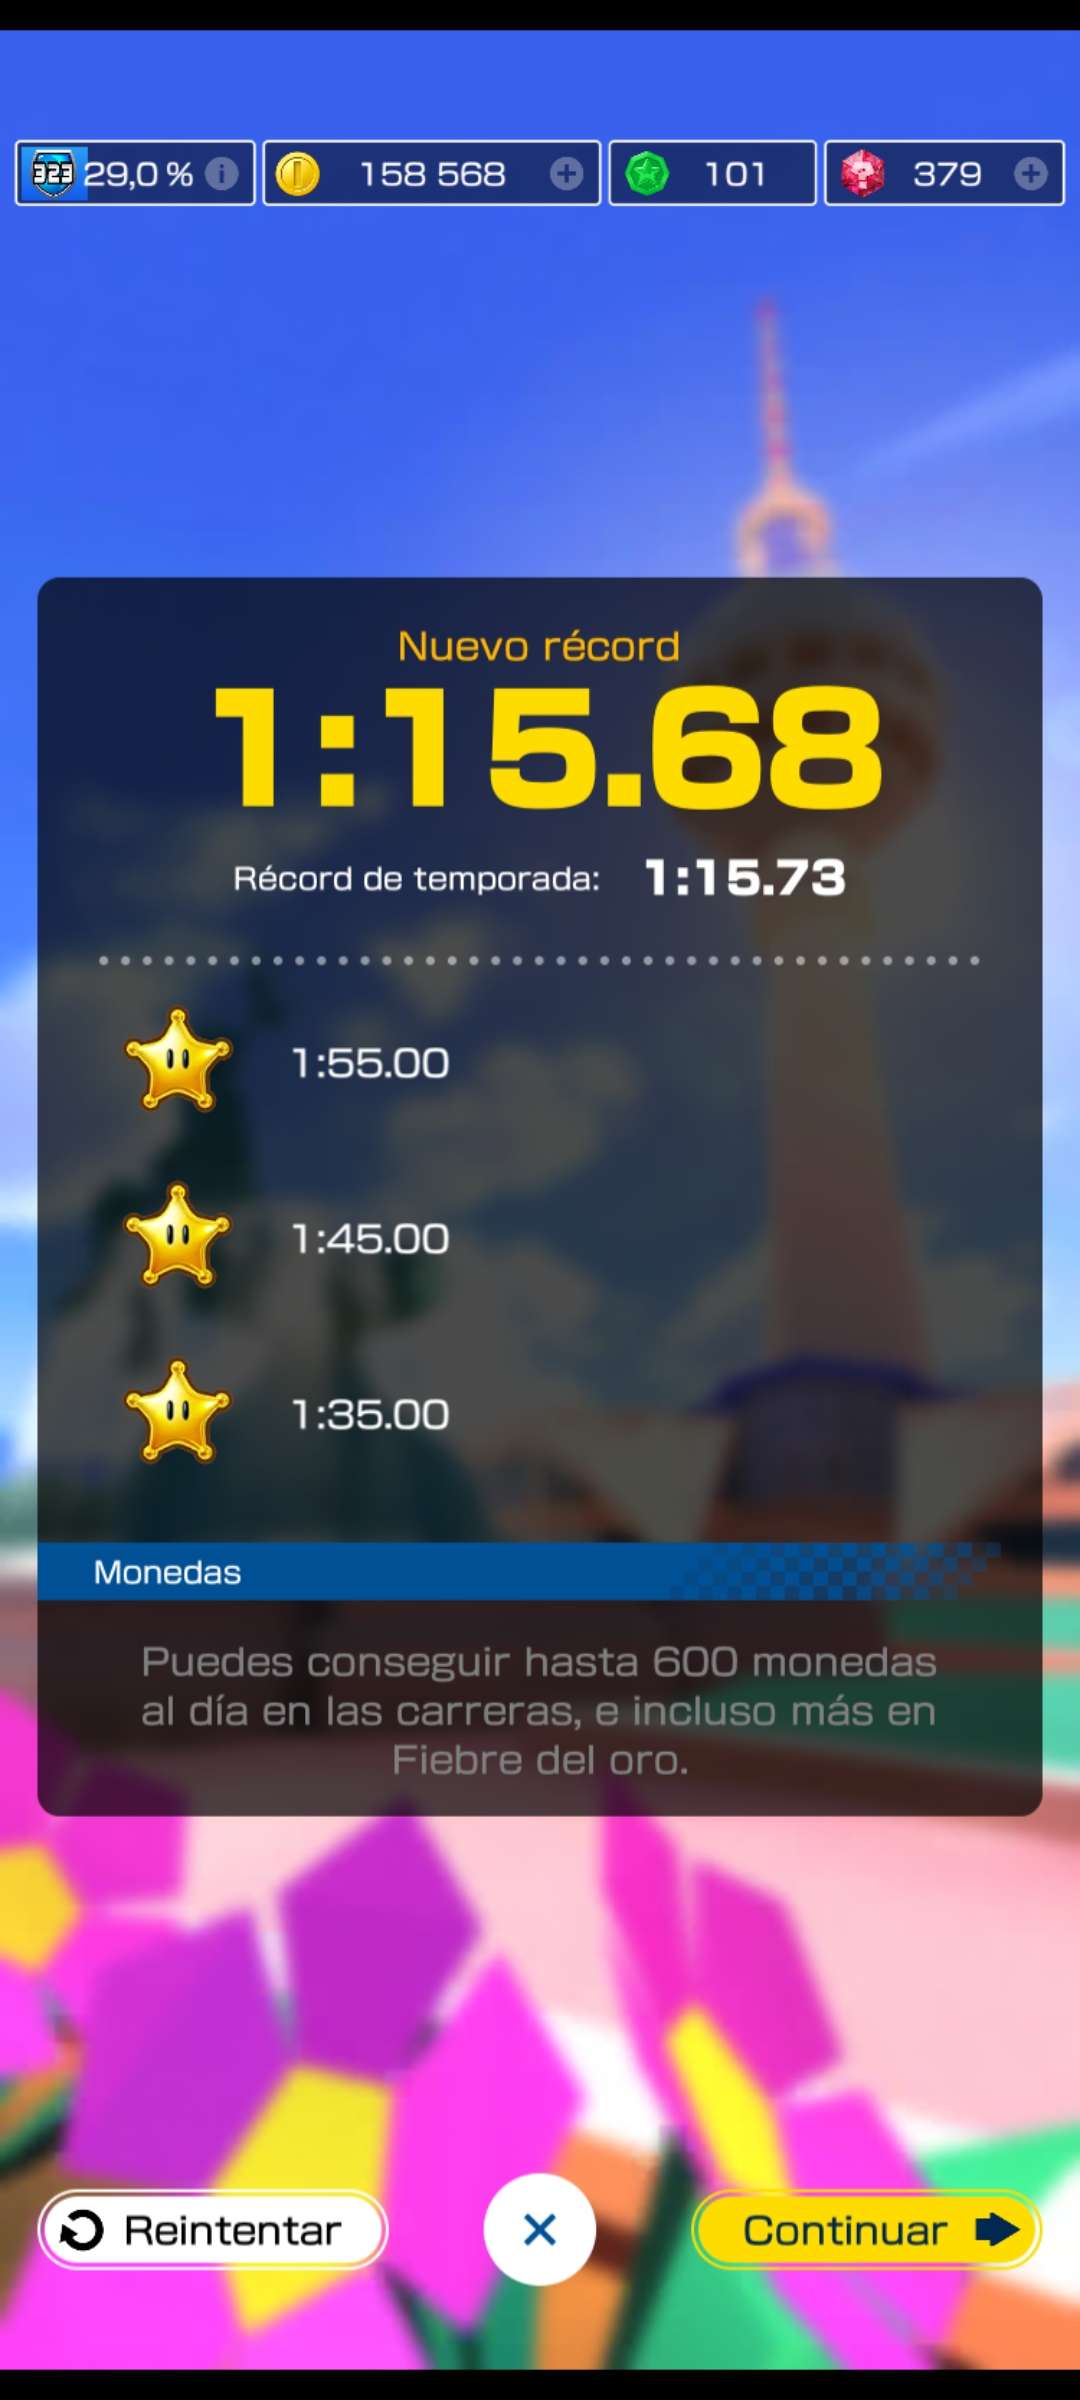 323 29,0 % i 158 568 + 101 379 +
Nuevo récord
1:15.68
Récord de temporada: 1:15.73
1:55.00
1:45.00
1:35.00
Monedas
Puedes conseguir hasta 600 monedas
al día en las carreras, e incluso más en
Fiebre del oro.
Reintentar × Continuar